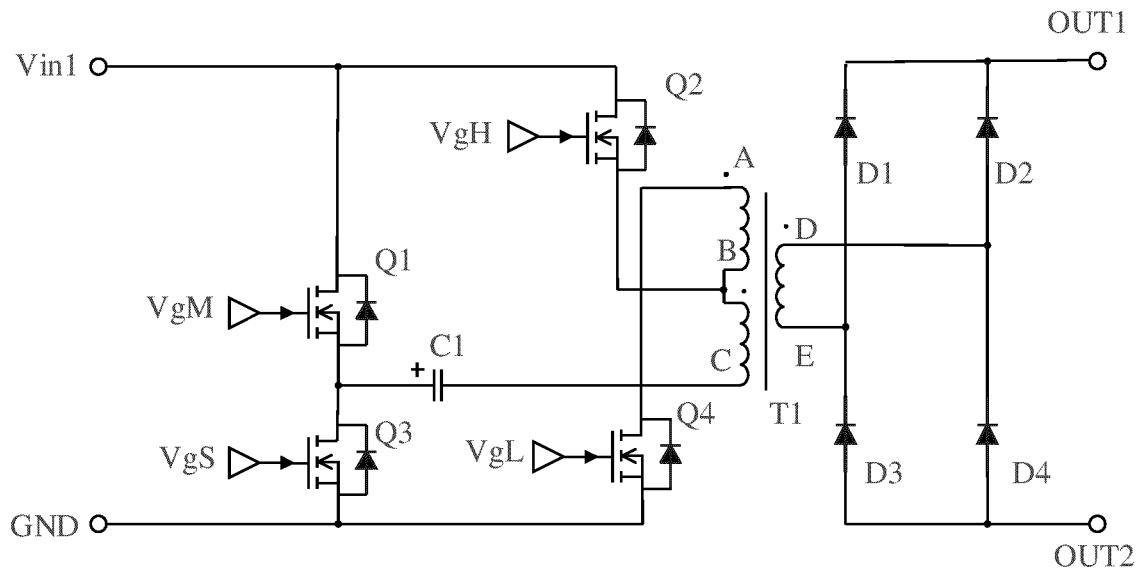 OUT1
Vin1
Q2
VgH
A
D1
D2
D
B
Q1
VgM
C1
+
C
E
T1
Q4
Q3
VgS
VgL
D3
D4
GND
OUT2